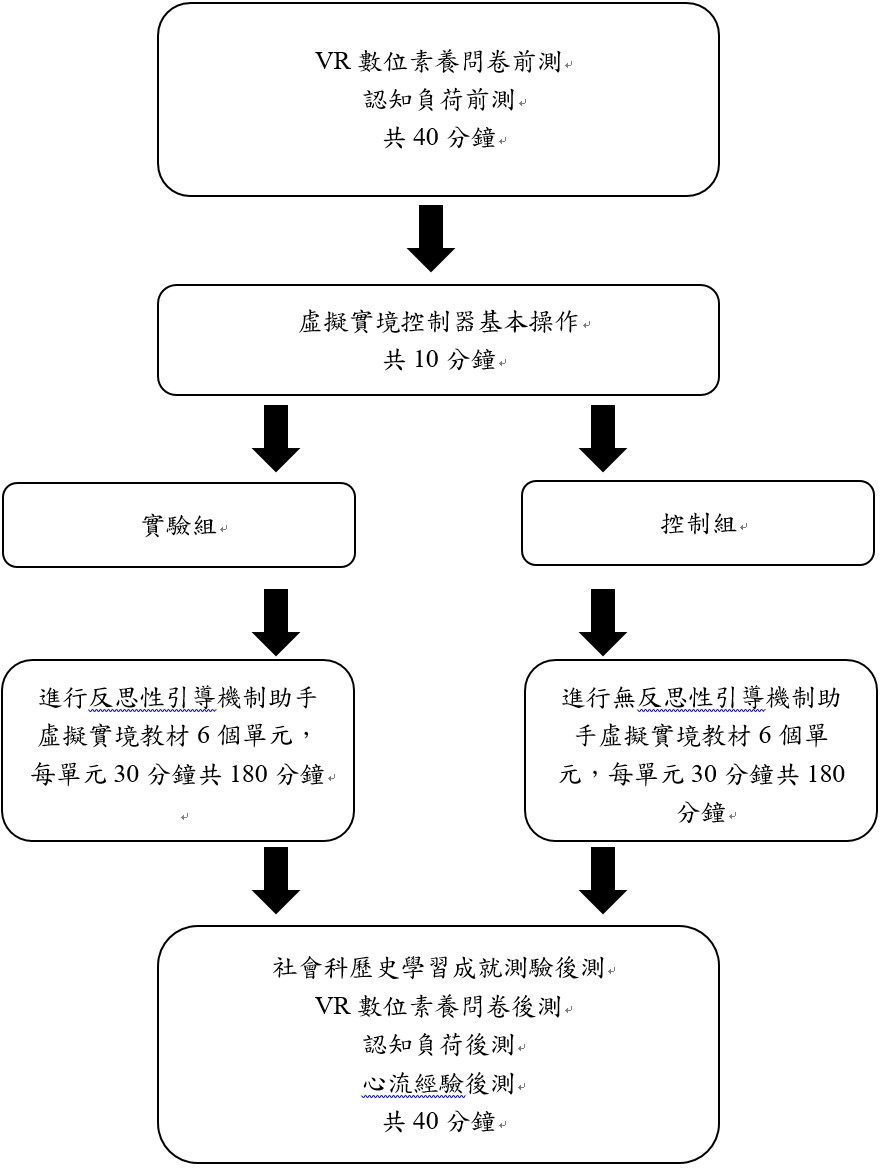 VR 數位素養問卷前測
認知負荷前測
共 40 分鐘
虛擬實境控制器基本操作
共 10 分鐘
實驗組
控制組
進行反思性引導機制助手
虛擬實境教材 6 個單元，
每單元 30 分鐘共 180 分鐘
進行無反思性引導機制助
手虛擬實境教材 6 個單
元，每單元 30 分鐘共 180
分鐘
社會科歷史學習成就測驗後測
VR 數位素養問卷後測
認知負荷後測
心流經驗後測
共 40 分鐘